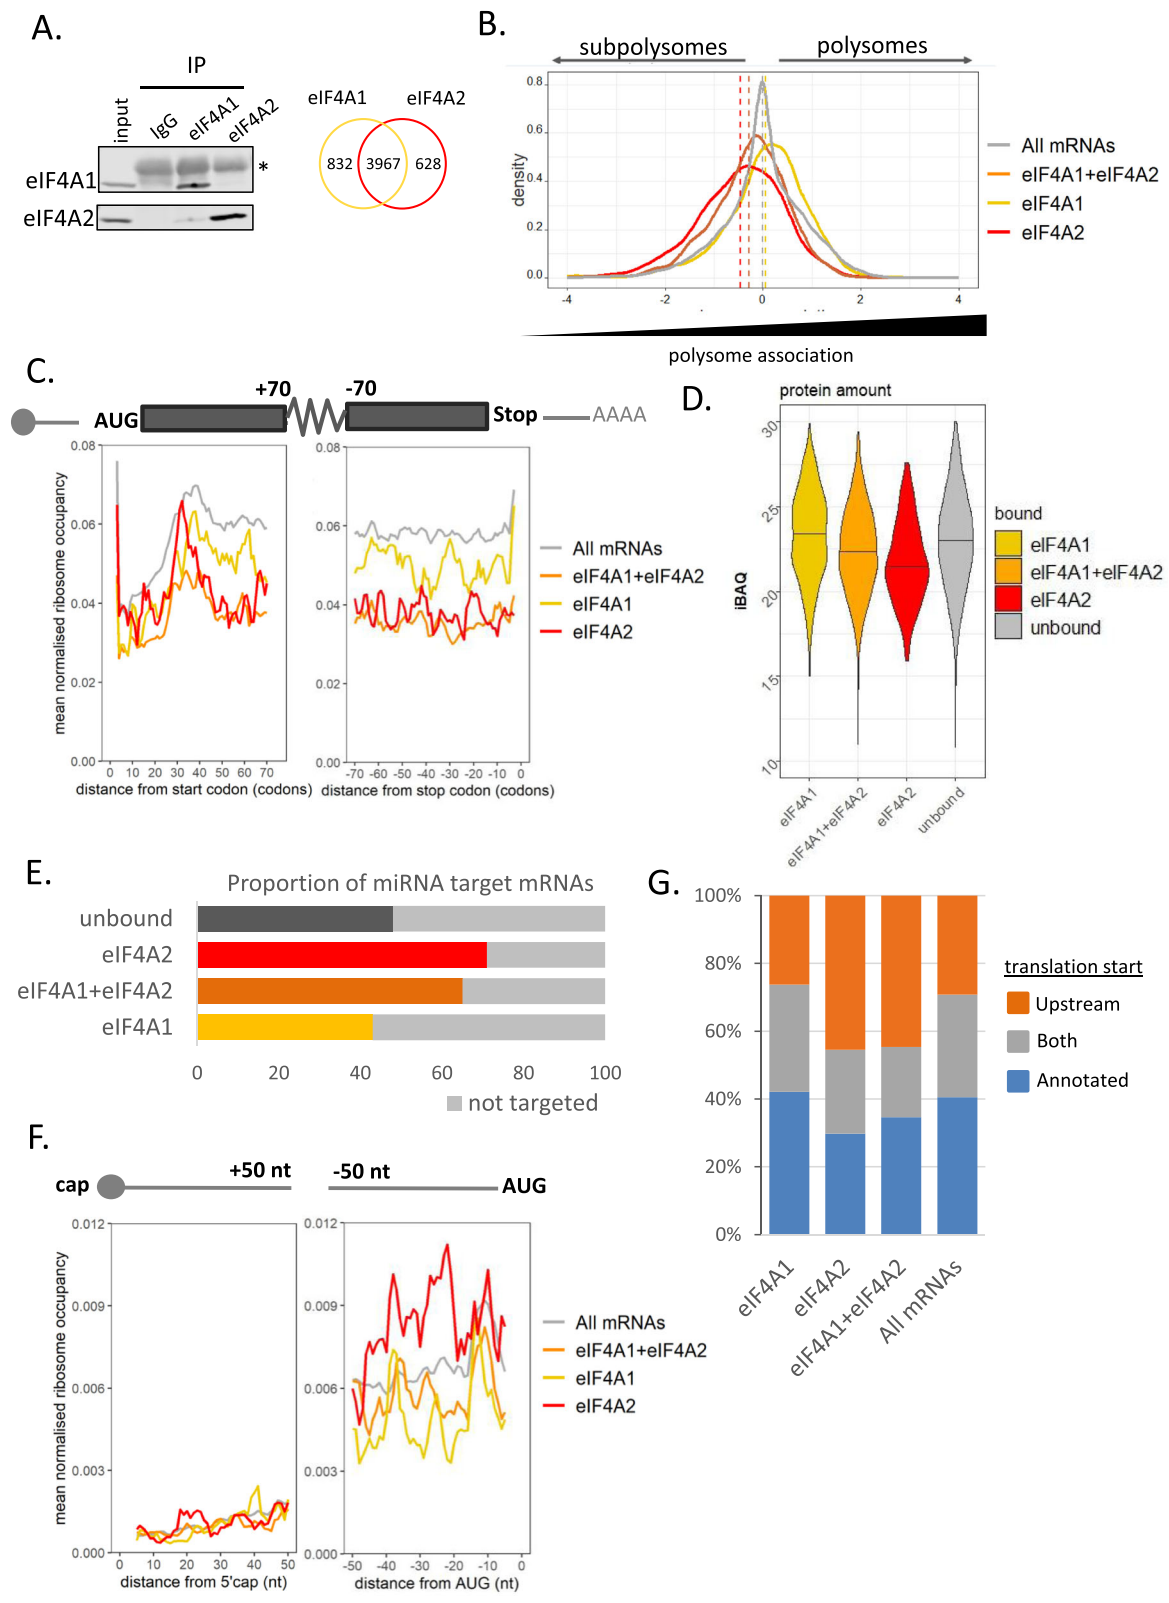 A.
IP
input
IgG
eIF4A1
eIF4A2
*
eIF4A1
eIF4A2
eIF4A1
eIF4A2
832
3967
628
B.
subpolysomes
polysomes
density
0.8
0.6
0.4
0.2
0.0
-4
-2
0
2
4
polysome association
All mRNAs
eIF4A1+eIF4A2
eIF4A1
eIF4A2
C.
+70
-70
AUG
Stop
AAAA
mean normalised ribosome occupancy
0.08
0.06
0.04
0.02
0.00
0 10 20 30 40 50 60 70
distance from start codon (codons)
0.08
0.06
0.04
0.02
0.00
-70 -60 -50 -40 -30 -20 -10 0
distance from stop codon (codons)
All mRNAs
eIF4A1+eIF4A2
eIF4A1
eIF4A2
D.
protein amount
iBAQ
30
25
20
15
10
eIF4A1
eIF4A1+eIF4A2
eIF4A2
unbound
bound
eIF4A1
eIF4A1+eIF4A2
eIF4A2
unbound
E.
Proportion of miRNA target mRNAs
unbound
eIF4A2
eIF4A1+eIF4A2
eIF4A1
0 20 40 60 80 100
not targeted
F.
cap
+50 nt
-50 nt
AUG
mean normalised ribosome occupancy
0.012
0.009
0.006
0.003
0.000
0 10 20 30 40 50
distance from 5'cap (nt)
0.012
0.009
0.006
0.003
0.000
-50 -40 -30 -20 -10 0
distance from AUG (nt)
All mRNAs
eIF4A1+eIF4A2
eIF4A1
eIF4A2
G.
100%
80%
60%
40%
20%
0%
eIF4A1
eIF4A2
eIF4A1+eIF4A2
All mRNAs
translation start
Upstream
Both
Annotated